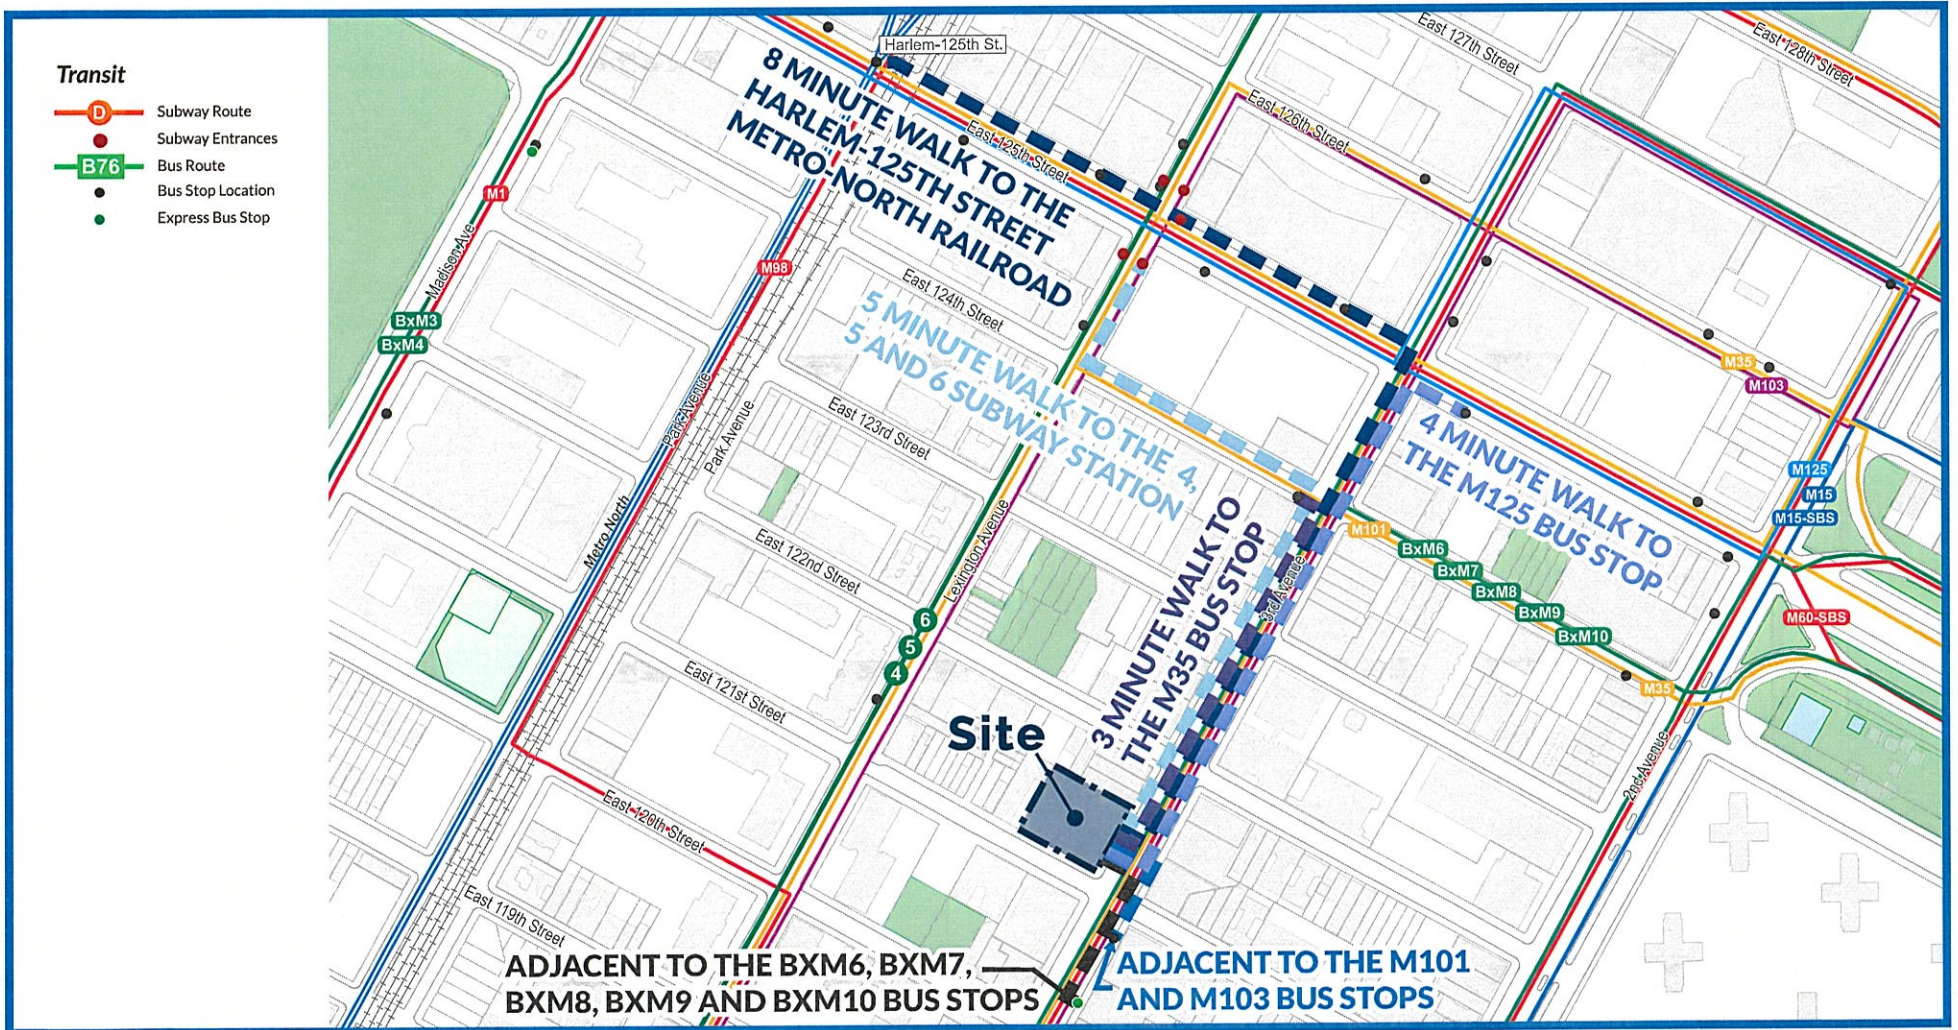 Transit
D
Subway Route
Subway Entrances
B76
Bus Route
Bus Stop Location
Express Bus Stop
Harlem-125th St.
East 127th Street
East 128th Street
8 MINUTE WALK TO THE
HARLEM-125TH STREET
METRO-NORTH RAILROAD
East 125th Street
East 126th Street
M1
Madison Ave
M98
BxM3
BxM4
East 124th Street
5 MINUTE WALK TO THE 4,
5 AND 6 SUBWAY STATION
M35
M103
Park Avenue
Park Avenue
East 123rd Street
4 MINUTE WALK TO
THE M125 BUS STOP
M125
M15
M15-SBS
Metro North
East 122nd Street
Lexington Avenue
3 MINUTE WALK TO
THE M35 BUS STOP
3rd Avenue
M101
BxM6
BxM7
BxM8
BxM9
BxM10
M60-SBS
M35
6
5
4
East 121st Street
Site
2nd Avenue
East 120th Street
East 119th Street
ADJACENT TO THE BXM6, BXM7,
BXM8, BXM9 AND BXM10 BUS STOPS
ADJACENT TO THE M101
AND M103 BUS STOPS